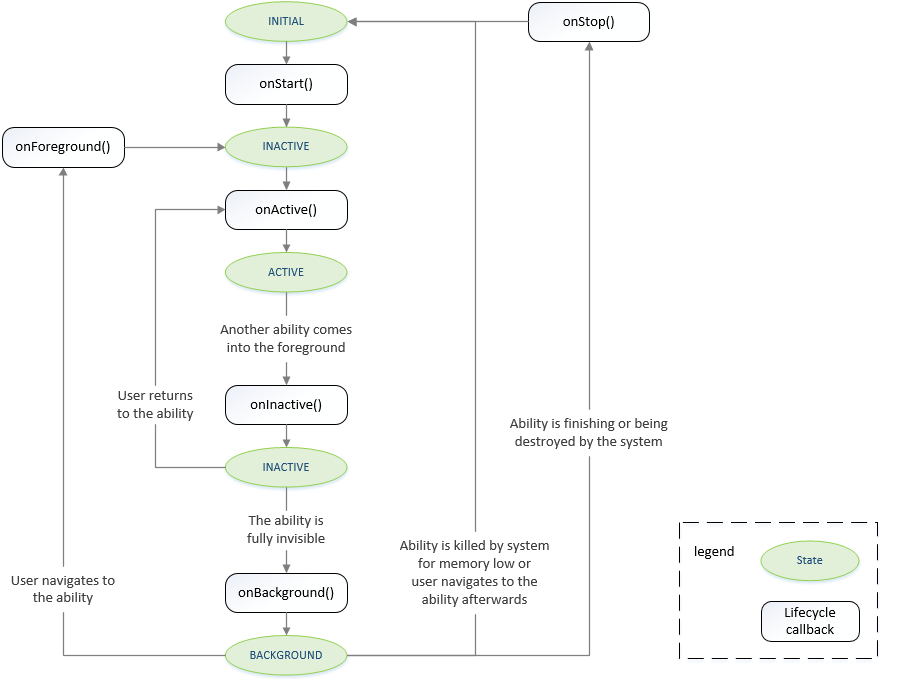 INITIAL
onStop()
onStart()
onForeground()
INACTIVE
onActive()
ACTIVE
Another ability comes
into the foreground
User returns
to the ability
onInactive()
Ability is finishing or being
destroyed by the system
INACTIVE
The ability is
fully invisible
Ability is killed by system
for memory low or
user navigates to the
ability afterwards
User navigates to
the ability
onBackground()
BACKGROUND
legend
State
Lifecycle
callback